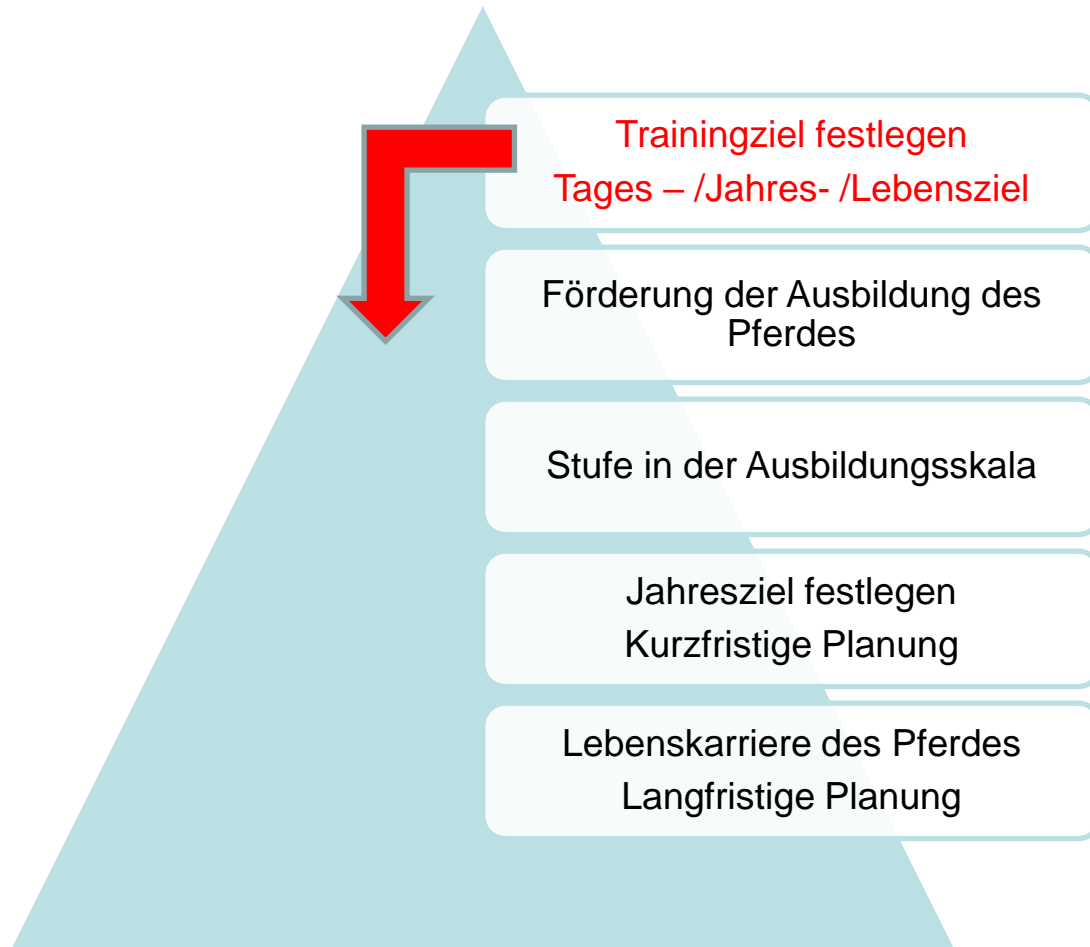 Trainingziel festlegen
Tages – /Jahres- /Lebensziel
Förderung der Ausbildung des
Pferdes
Stufe in der Ausbildungsskala
Jahresziel festlegen
Kurzfristige Planung
Lebenskarriere des Pferdes
Langfristige Planung